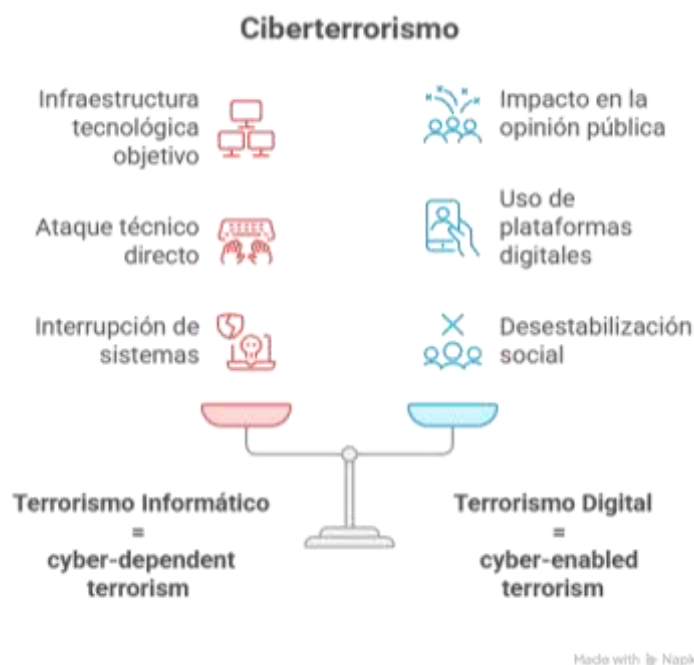 Ciberterrorismo
Infraestructura
tecnológica
objetivo
Impacto en la
opinión pública
Ataque técnico
directo
Uso de
plataformas
digitales
Interrupción de
sistemas
Desestabilización
social
Terrorismo Informático
=
cyber-dependent
terrorism
Terrorismo Digital
=
cyber-enabled
terrorism
Made with